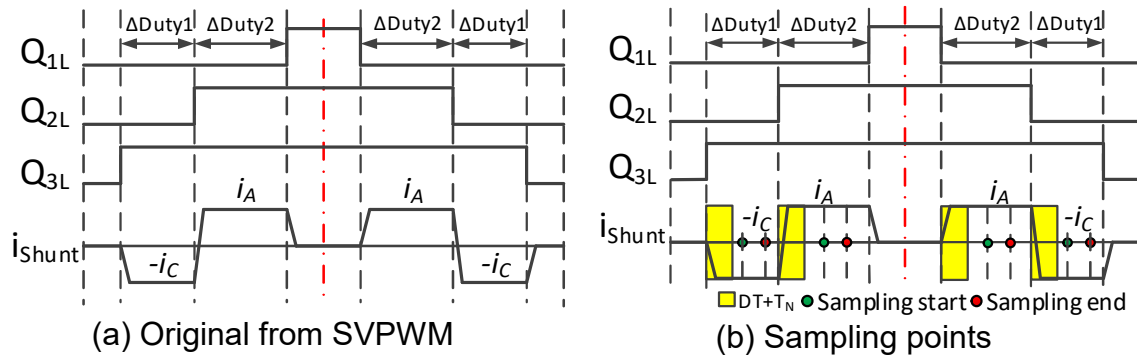 ΔDuty1 ΔDuty2 ΔDuty2 ΔDuty1
Q1L
Q2L
Q3L
iA iA
iShunt
-iC -iC
(a) Original from SVPWM
ΔDuty1 ΔDuty2 ΔDuty2 ΔDuty1
Q1L
Q2L
Q3L
iA iA
-iC -iC
iShunt
DT+TN Sampling start Sampling end
(b) Sampling points